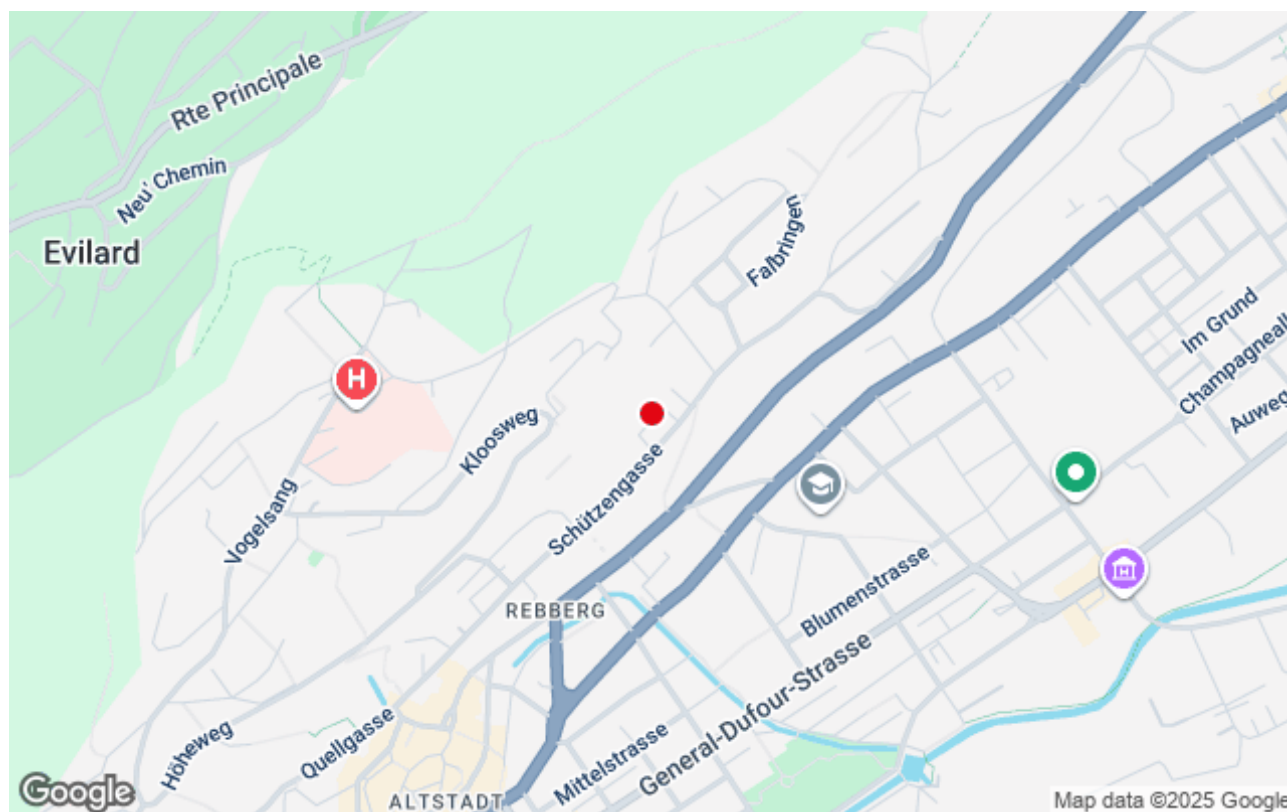 Rte Principale
Neu' Chemin
Evilard
Falbringen
Im Grund
Champagneall
Auweg
H
Kloosweg
Vogelsang
Schützengasse
REBBERG
Blumenstrasse
General-Dufour-Strasse
Höheweg
Quellgasse
Mittelstrasse
ALTSTADT
H
Google
Map data ©2025 Google